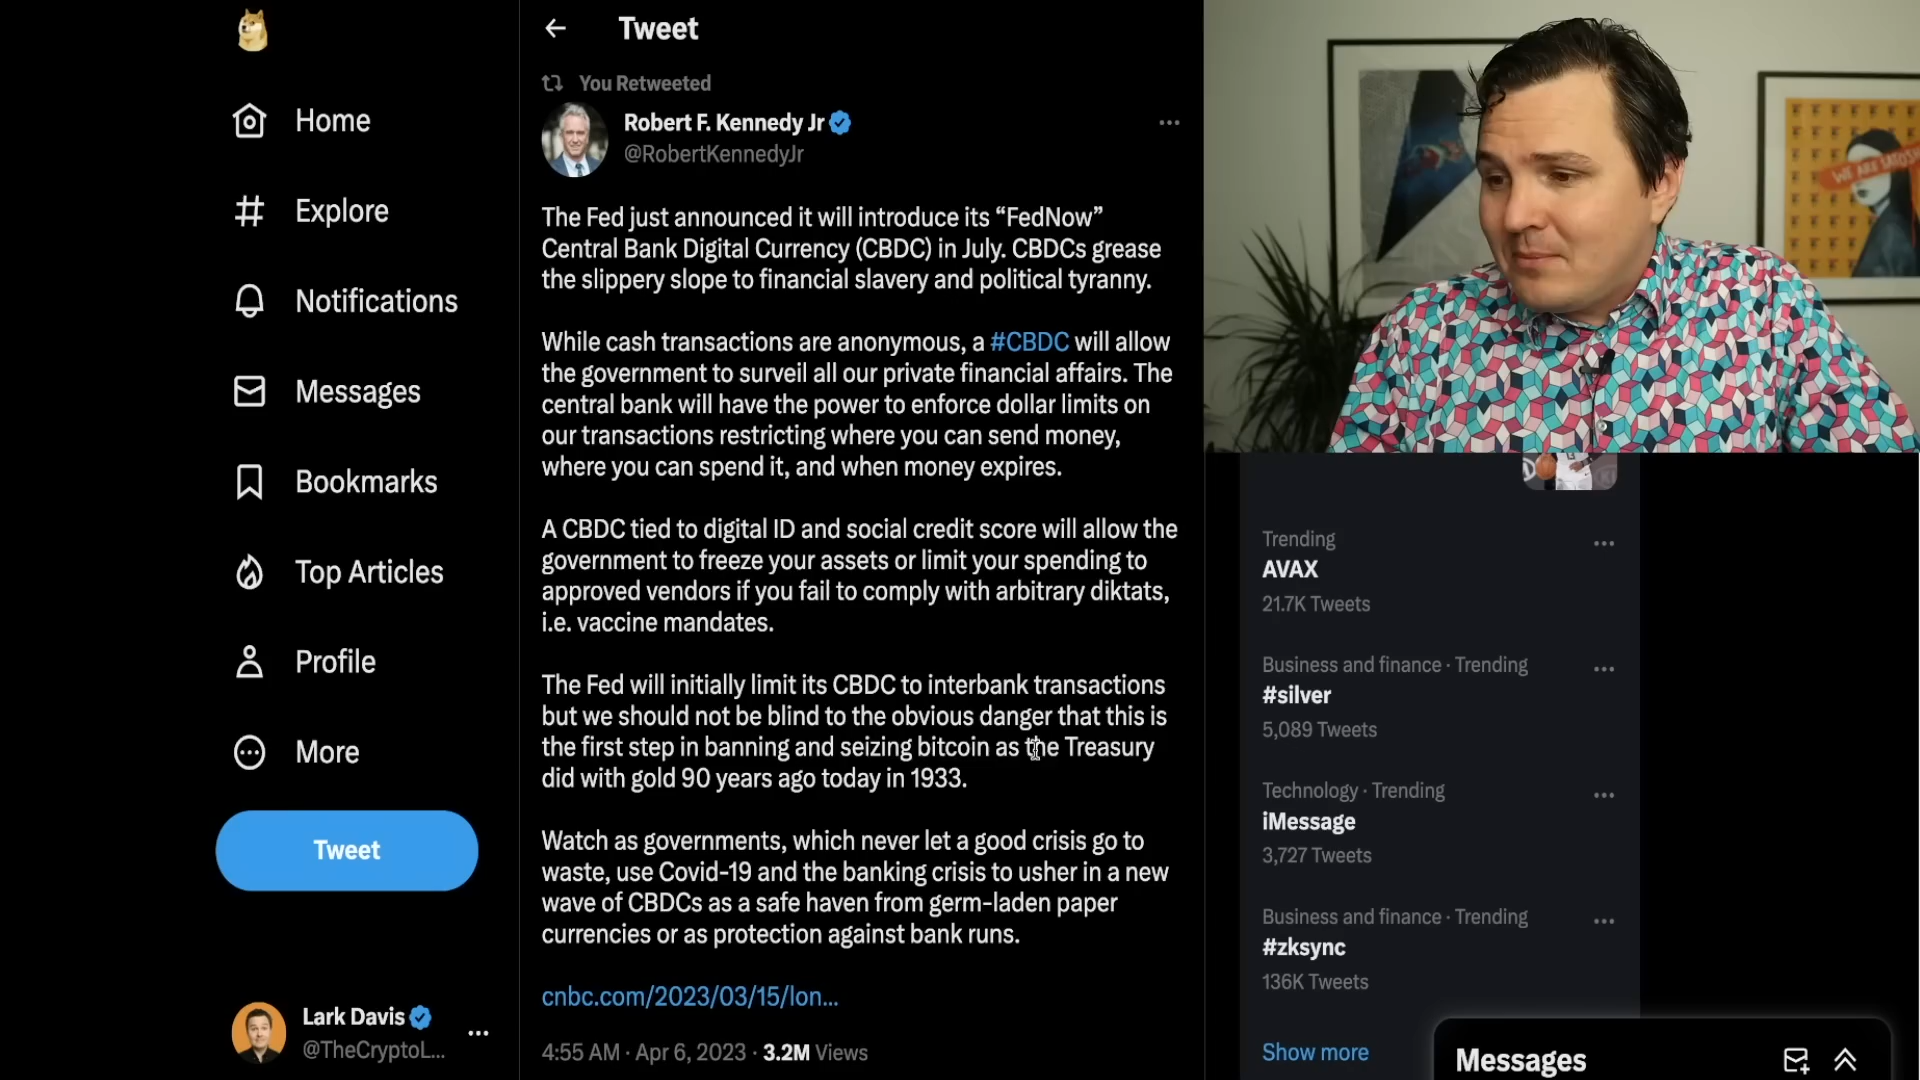 Home
Explore
Notifications
Messages
Bookmarks
Top Articles
Profile
More
Tweet
Lark Davis
@TheCryptoL...
Tweet
You Retweeted
Robert F. Kennedy Jr
@RobertKennedyJr
The Fed just announced it will introduce its “FedNow”
Central Bank Digital Currency (CBDC) in July. CBDCs grease
the slippery slope to financial slavery and political tyranny.
While cash transactions are anonymous, a #CBDC will allow
the government to surveil all our private financial affairs. The
central bank will have the power to enforce dollar limits on
our transactions restricting where you can send money,
where you can spend it, and when money expires.
A CBDC tied to digital ID and social credit score will allow the
government to freeze your assets or limit your spending to
approved vendors if you fail to comply with arbitrary diktats,
i.e. vaccine mandates.
The Fed will initially limit its CBDC to interbank transactions
but we should not be blind to the obvious danger that this is
the first step in banning and seizing bitcoin as the Treasury
did with gold 90 years ago today in 1933.
Watch as governments, which never let a good crisis go to
waste, use Covid-19 and the banking crisis to usher in a new
wave of CBDCs as a safe haven from germ-laden paper
currencies or as protection against bank runs.
cnbc.com/2023/03/15/lon...
4:55 AM · Apr 6, 2023 · 3.2M Views
WE ARE SATOSHI
Trending
AVAX
21.7K Tweets
Business and finance · Trending
#silver
5,089 Tweets
Technology · Trending
iMessage
3,727 Tweets
Business and finance · Trending
#zksync
136K Tweets
Show more
Messages